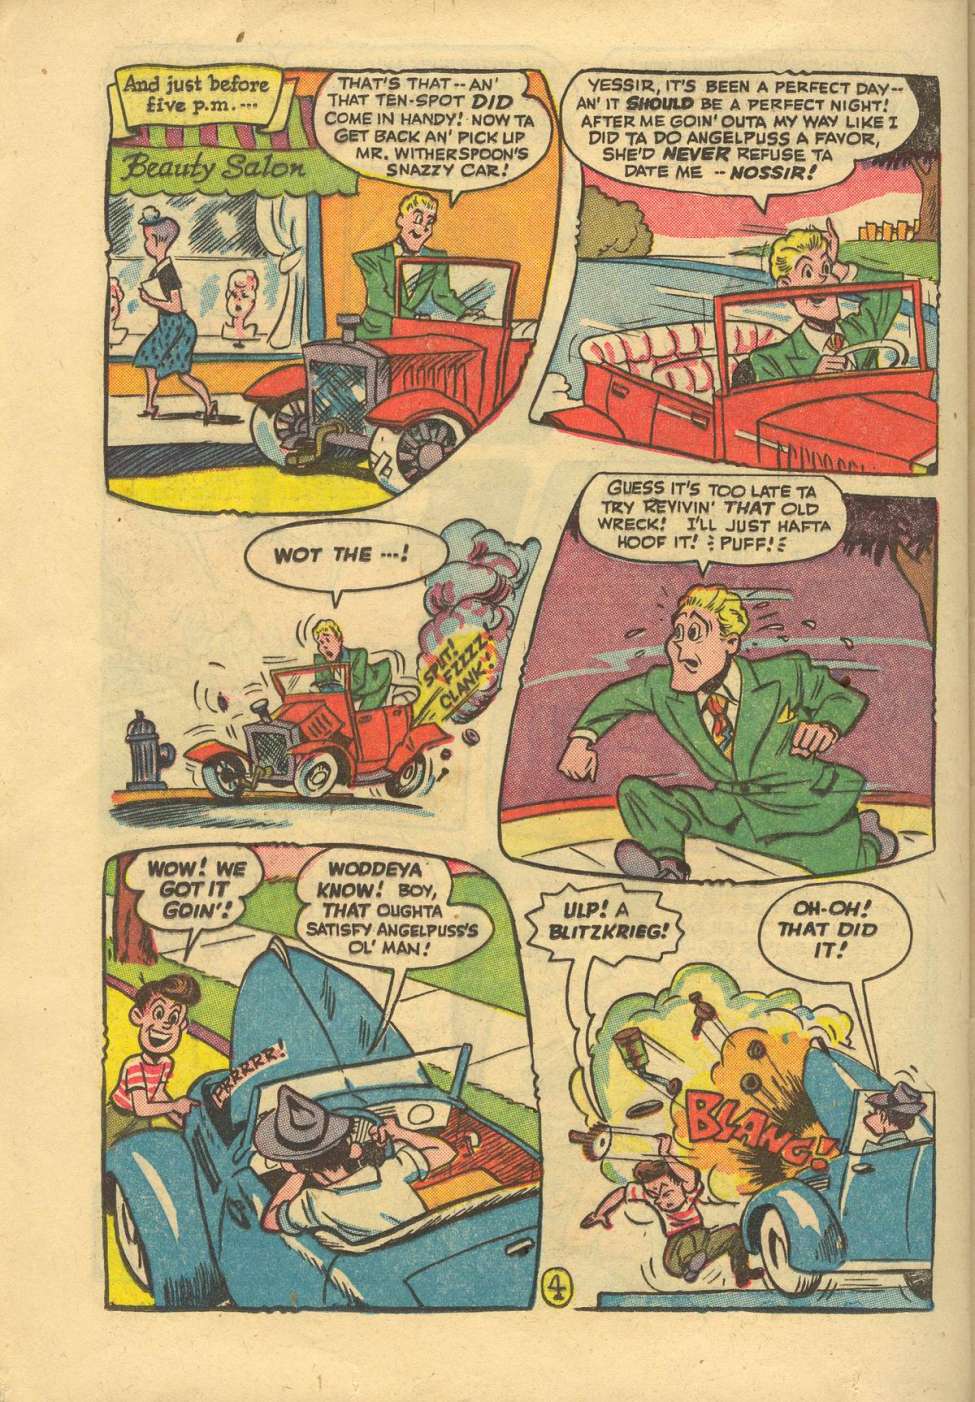 And just before
five p.m.---
THAT'S THAT -- AN'
THAT TEN-SPOT DID
COME IN HANDY! NOW TA
GET BACK AN' PICK UP
MR. WITHERSPOON'S
SNAZZY CAR!
Beauty Salon
YESSIR, IT'S BEEN A PERFECT DAY--
AN' IT SHOULD BE A PERFECT NIGHT!
AFTER ME GOIN' OUTA MY WAY LIKE I
DID TA DO ANGELPUSS A FAVOR,
SHE'D NEVER REFUSE TA
DATE ME -- NOSSIR!
WOT THE ---!
SPUT!
FZZZZ
CLANK!
GUESS IT'S TOO LATE TA
TRY REVIVIN' THAT OLD
WRECK! I'LL JUST HAFTA
HOOF IT! PUFF!
WOW! WE
GOT IT
GOIN'!
WODDEYA
KNOW! BOY,
THAT OUGHTA
SATISFY ANGELPUSS'S
OL' MAN!
PRRRRR!
ULP! A
BLITZKRIEG!
OH-OH!
THAT DID
IT!
BLANG!
4